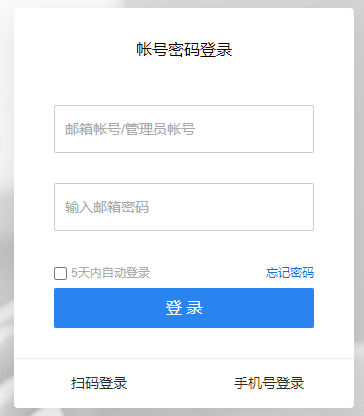 帐号密码登录
邮箱帐号/管理员帐号
输入邮箱密码
5天内自动登录 忘记密码
登 录
扫码登录 手机号登录